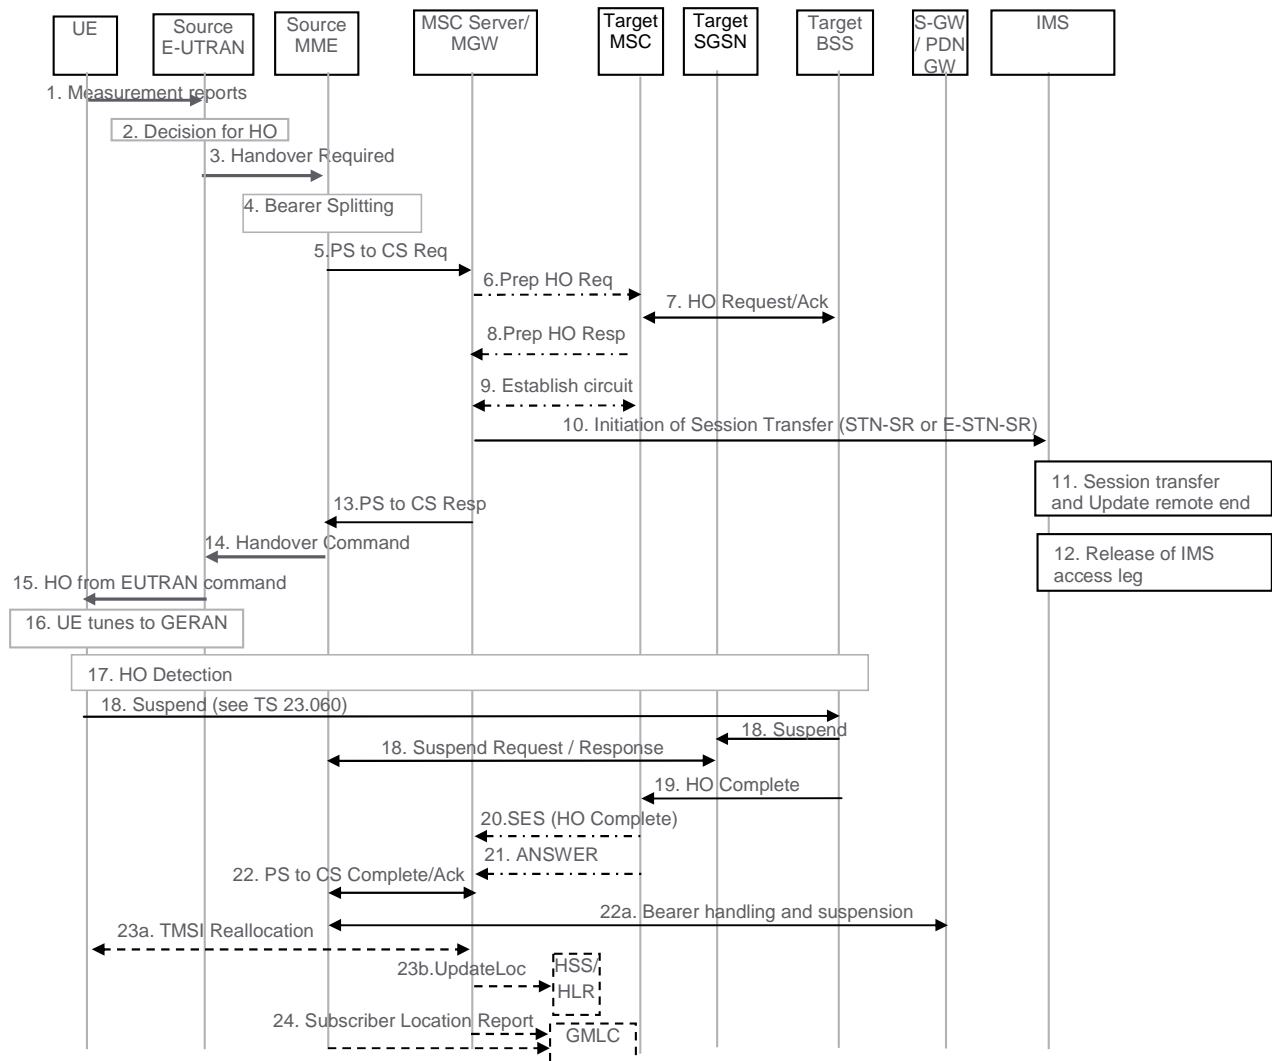 UE
Source
E-UTRAN
Source
MME
MSC Server/
MGW
Target
MSC
Target
SGSN
Target
BSS
S-GW
/ PDN
GW
IMS
1. Measurement reports
2. Decision for HO
3. Handover Required
4. Bearer Splitting
5.PS to CS Req
6.Prep HO Req
7. HO Request/Ack
8.Prep HO Resp
9. Establish circuit
10. Initiation of Session Transfer (STN-SR or E-STN-SR)
11. Session transfer
and Update remote end
13.PS to CS Resp
14. Handover Command
12. Release of IMS
access leg
15. HO from EUTRAN command
16. UE tunes to GERAN
17. HO Detection
18. Suspend (see TS 23.060)
18. Suspend
18. Suspend Request / Response
19. HO Complete
20.SES (HO Complete)
21. ANSWER
22. PS to CS Complete/Ack
22a. Bearer handling and suspension
23a. TMSI Reallocation
23b.UpdateLoc
HSS/
HLR
24. Subscriber Location Report
GMLC